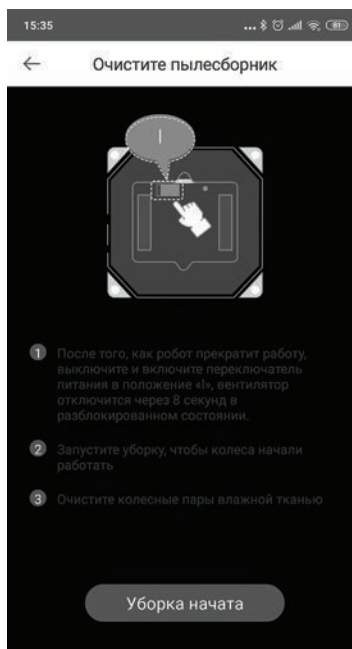 15:35
81
Очистите пылесборник
I
1 После того, как робот прекратит работу,
выключите и включите переключатель
питания в положение «I», вентилятор
отключится через 8 секунд в
разблокированном состоянии.
2 Запустите уборку, чтобы колеса начали
работать
3 Очистите колесные пары влажной тканью
Уборка начата